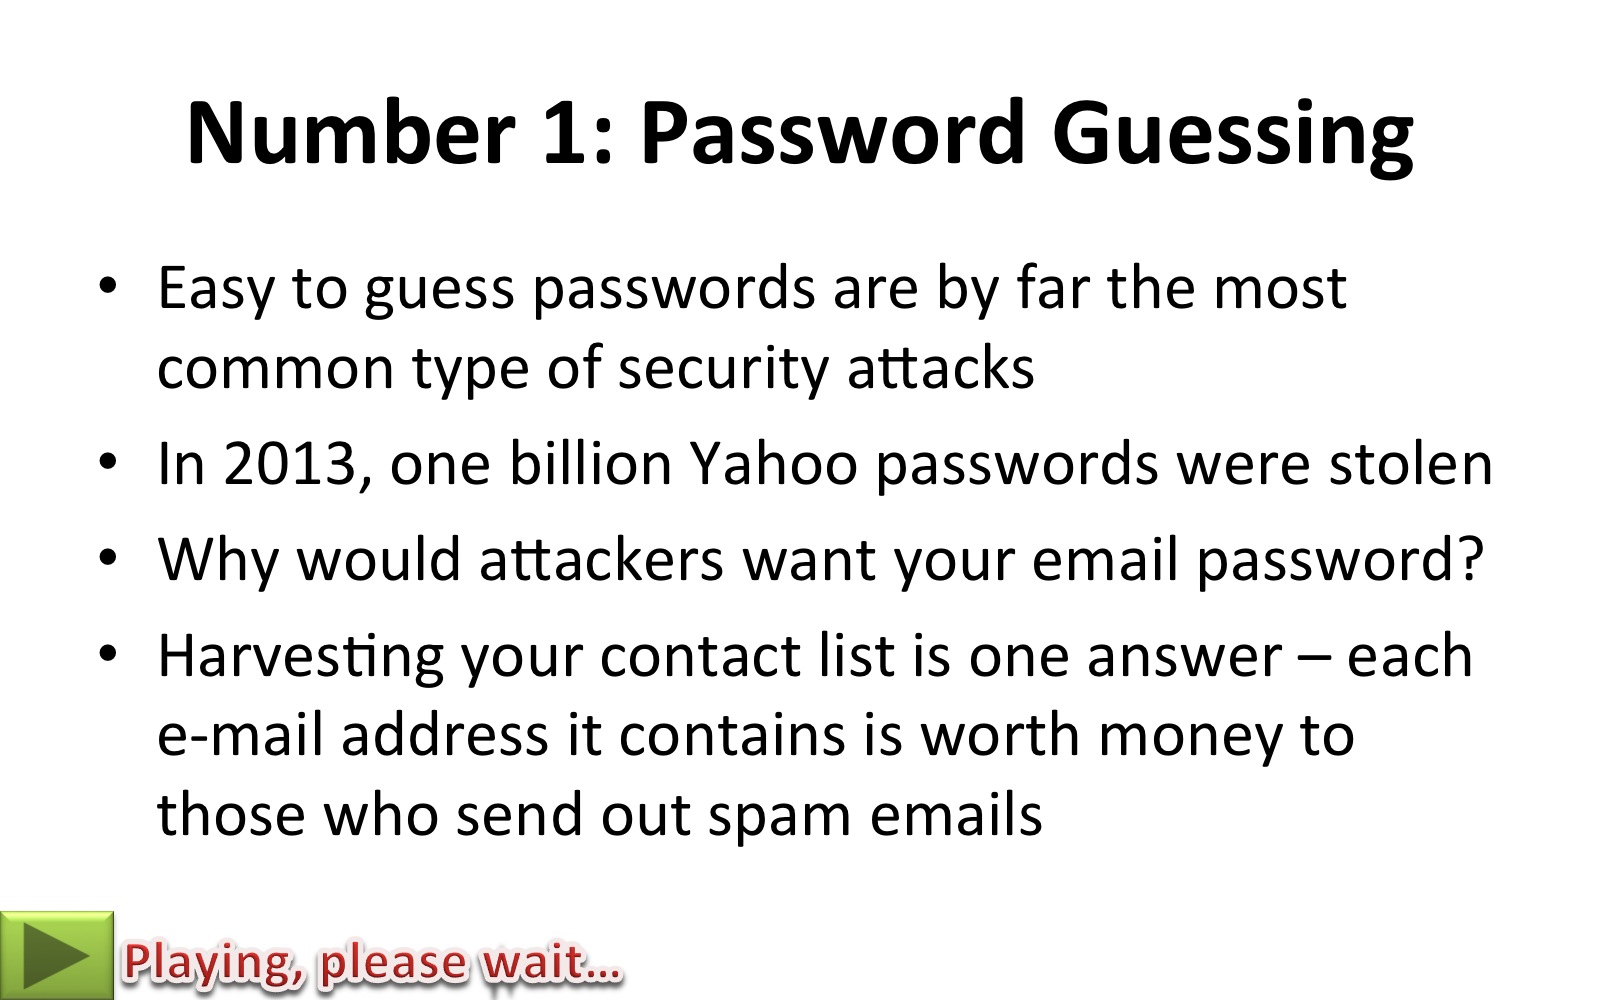 Number 1: Password Guessing
• Easy to guess passwords are by far the most
common type of security attacks
• In 2013, one billion Yahoo passwords were stolen
• Why would attackers want your email password?
• Harvesting your contact list is one answer – each
e-mail address it contains is worth money to
those who send out spam emails
Playing, please wait...